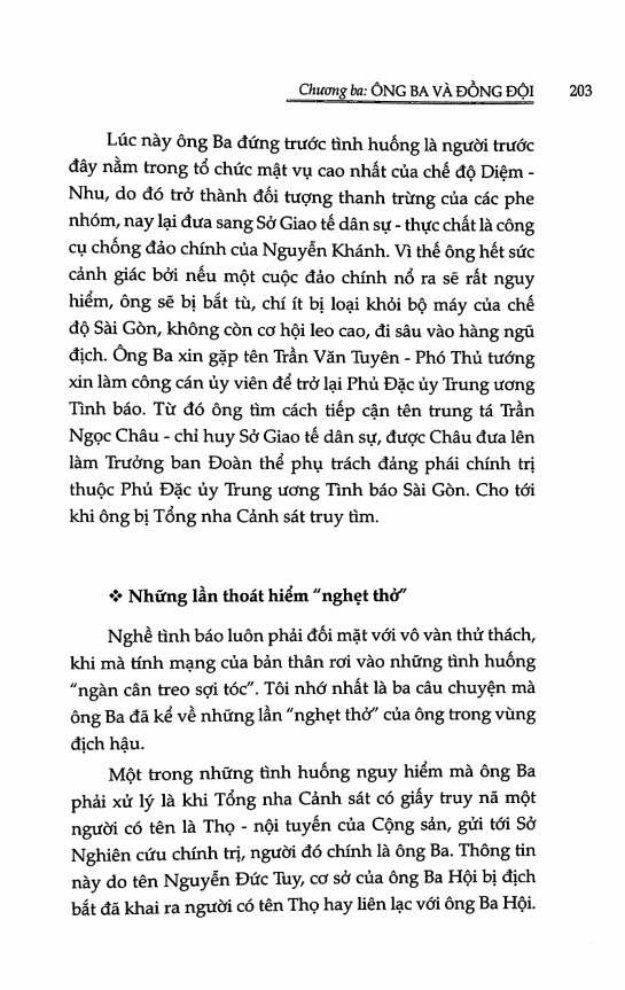 Chương ba: ÔNG BA VÀ ĐỒNG ĐỘI 203
Lúc này ông Ba đứng trước tình huống là người trước
đây nằm trong tổ chức mật vụ cao nhất của chế độ Diệm -
Nhu, do đó trở thành đối tượng thanh trừng của các phe
nhóm, nay lại đưa sang Sở Giao tế dân sự - thực chất là công
cụ chống đảo chính của Nguyễn Khánh. Vì thế ông hết sức
cảnh giác bởi nếu một cuộc đảo chính nổ ra sẽ rất nguy
hiểm, ông sẽ bị bắt tù, chí ít bị loại khỏi bộ máy của chế
độ Sài Gòn, không còn cơ hội leo cao, đi sâu vào hàng ngũ
địch. Ông Ba xin gặp tên Trần Văn Tuyên - Phó Thủ tướng
xin làm công cán ủy viên để trở lại Phủ Đặc ủy Trung ương
Tình báo. Từ đó ông tìm cách tiếp cận tên trung tá Trần
Ngọc Châu - chỉ huy Sở Giao tế dân sự, được Châu đưa lên
làm Trưởng ban Đoàn thể phụ trách đảng phái chính trị
thuộc Phủ Đặc ủy Trung ương Tình báo Sài Gòn. Cho tới
khi ông bị Tổng nha Cảnh sát truy tìm.
❖ Những lần thoát hiểm "nghẹt thở"
Nghề tình báo luôn phải đối mặt với vô vàn thử thách,
khi mà tính mạng của bản thân rơi vào những tình huống
"ngàn cân treo sợi tóc". Tôi nhớ nhất là ba câu chuyện mà
ông Ba đã kể về những lần "nghẹt thở" của ông trong vùng
địch hậu.
Một trong những tình huống nguy hiểm mà ông Ba
phải xử lý là khi Tổng nha Cảnh sát có giấy truy nã một
người có tên là Thọ - nội tuyến của Cộng sản, gửi tới Sở
Nghiên cứu chính trị, người đó chính là ông Ba. Thông tin
này do tên Nguyễn Đức Tuy, cơ sở của ông Ba Hội bị địch
bắt đã khai ra người có tên Thọ hay liên lạc với ông Ba Hội.